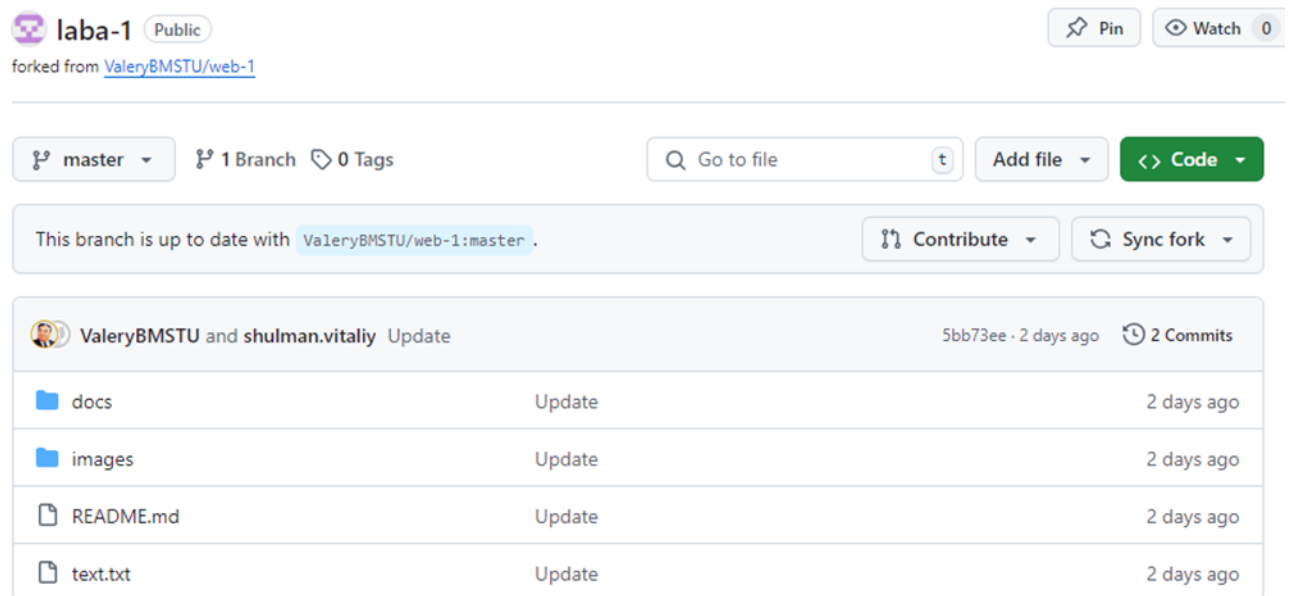 laba-1 Public Pin Watch 0
forked from ValeryBMSTU/web-1
master 1 Branch 0 Tags Go to file t Add file Code
This branch is up to date with ValeryBMSTU/web-1:master . Contribute Sync fork
ValeryBMSTU and shulman.vitaliy Update 5bb73ee · 2 days ago 2 Commits
docs Update 2 days ago
images Update 2 days ago
README.md Update 2 days ago
text.txt Update 2 days ago